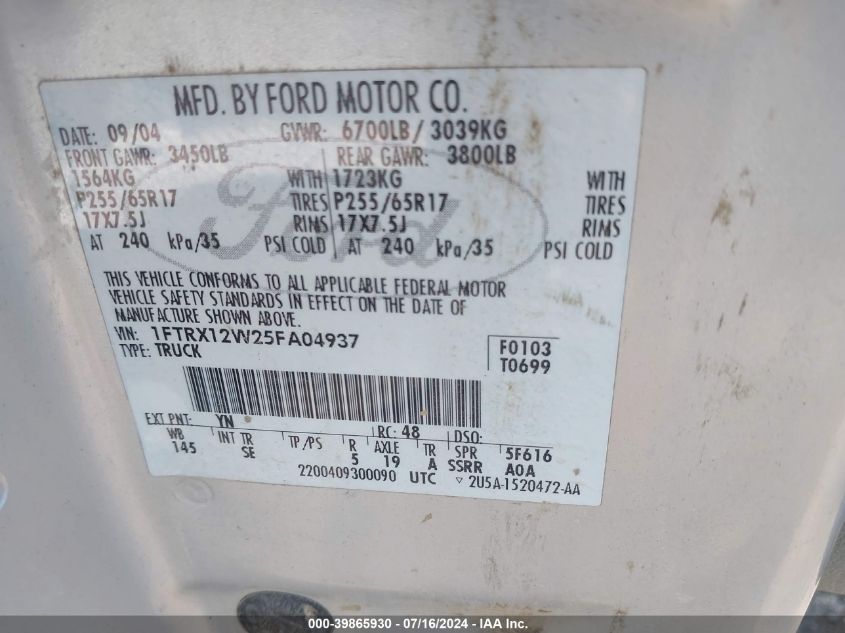 MFD. BY FORD MOTOR CO.
DATE: 09/04 GVWR: 6700LB/ 3039KG
FRONT GAWR: 3450LB REAR GAWR: 3800LB
1564KG WITH 1723KG WITH
P255/65R17 TIRES P255/65R17 TIRES
17X7.5J RIMS 17X7.5J RIMS
AT 240 kPa/35 PSI COLD AT 240 kPa/35 PSI COLD
Ford
THIS VEHICLE CONFORMS TO ALL APPLICABLE FEDERAL MOTOR
VEHICLE SAFETY STANDARDS IN EFFECT ON THE DATE OF
MANUFACTURE SHOWN ABOVE.
VIN: 1FTRX12W25FA04937 F0103
TYPE: TRUCK T0699
EXT PNT: YN RC: 48 DSO:
WB INT TR TP/PS R AXLE TR SPR 5F616
145 SE 5 19 A SSRR A0A
2200409300090 UTC ▽ 2U5A-1520472-AA
000-39865930 - 07/16/2024 - IAA Inc.